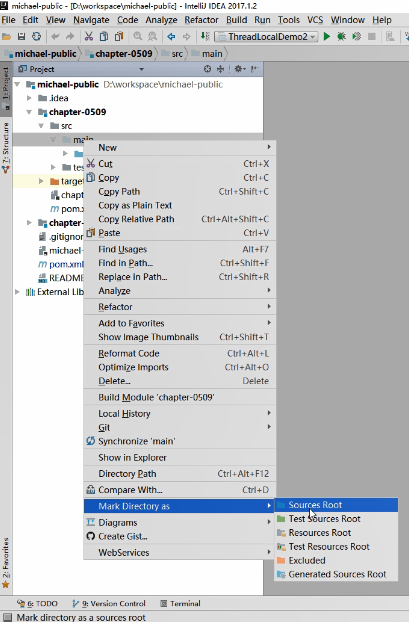 michael-public - [D:\workspace\michael-public] - IntelliJ IDEA 2017.1.2
File Edit View Navigate Code Analyze Refactor Build Run Tools VCS Window Help
ThreadLocalDemo2
michael-public chapter-0509 src main
Project
1: Project
michael-public D:\workspace\michael-public
.idea
chapter-0509
src
main
New
Cut Ctrl+X
tes
Copy Ctrl+C
target
Copy Path Ctrl+Shift+C
chapt
Copy as Plain Text
pom.
Copy Relative Path Ctrl+Alt+Shift+C
chapter-
Paste Ctrl+V
.gitignor
Find Usages Alt+F7
michael-
Find in Path... Ctrl+Shift+F
pom.xml
Replace in Path... Ctrl+Shift+R
README
Analyze
External Lib
Refactor
Add to Favorites
Show Image Thumbnails Ctrl+Shift+T
Reformat Code Ctrl+Alt+L
Optimize Imports Ctrl+Alt+O
Delete... Delete
Build Module 'chapter-0509'
Local History
Git
Synchronize 'main'
Show in Explorer
Directory Path Ctrl+Alt+F12
Compare With... Ctrl+D
Mark Directory as
Sources Root
Diagrams
Test Sources Root
Create Gist...
Resources Root
WebServices
Test Resources Root
Excluded
Generated Sources Root
7: Structure
2: Favorites
6: TODO 9: Version Control Terminal
Mark directory as a sources root